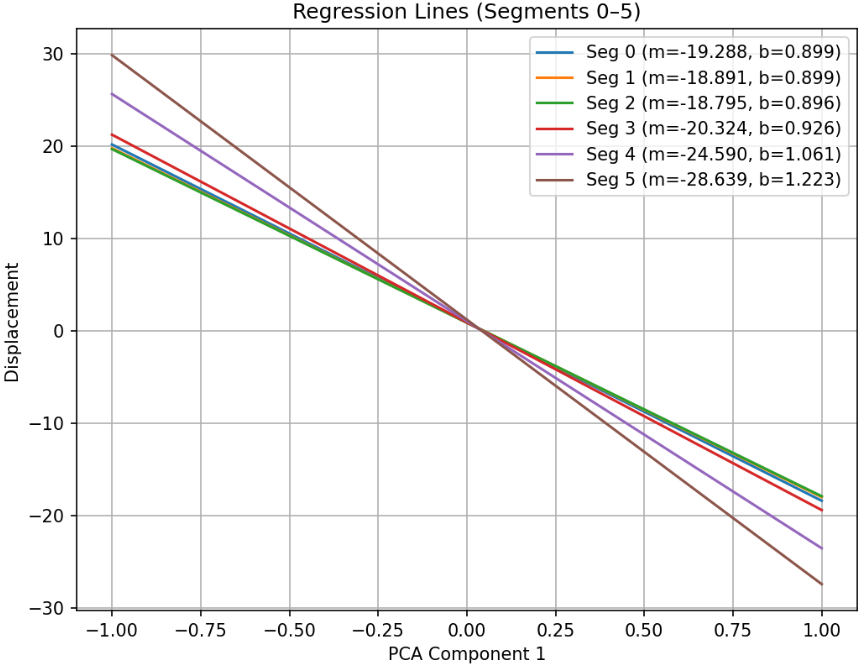 Regression Lines (Segments 0–5)
Seg 0 (m=-19.288, b=0.899)
Seg 1 (m=-18.891, b=0.899)
Seg 2 (m=-18.795, b=0.896)
Seg 3 (m=-20.324, b=0.926)
Seg 4 (m=-24.590, b=1.061)
Seg 5 (m=-28.639, b=1.223)
30
20
10
0
−10
−20
−30
Displacement
−1.00 −0.75 −0.50 −0.25 0.00 0.25 0.50 0.75 1.00
PCA Component 1